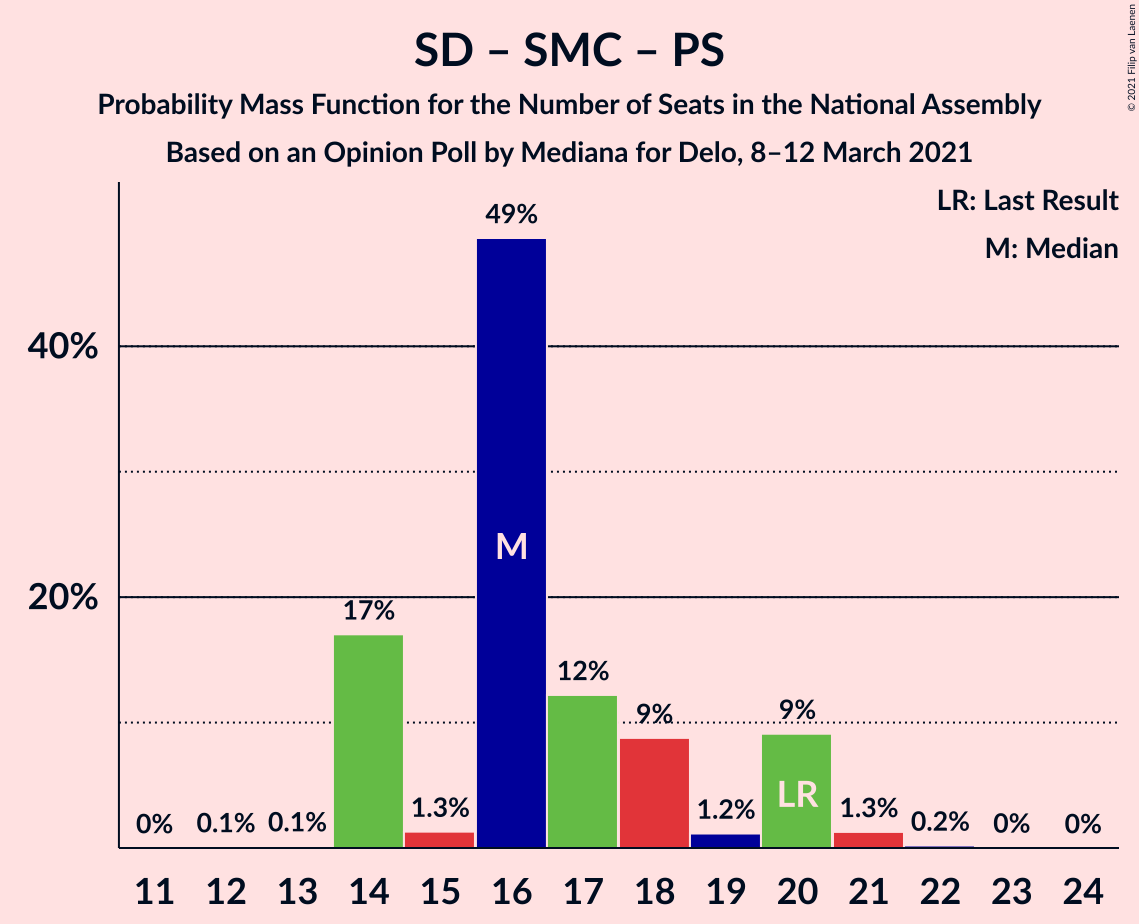 SD – SMC – PS
Probability Mass Function for the Number of Seats in the National Assembly
Based on an Opinion Poll by Mediana for Delo, 8–12 March 2021
© 2021 Filip van Laenen
LR: Last Result
M: Median
49%
40%
M
20%
17%
12%
9%
9%
LR
0%
0.1%
0.1%
1.3%
1.2%
1.3%
0.2%
0%
0%
11 12 13 14 15 16 17 18 19 20 21 22 23 24